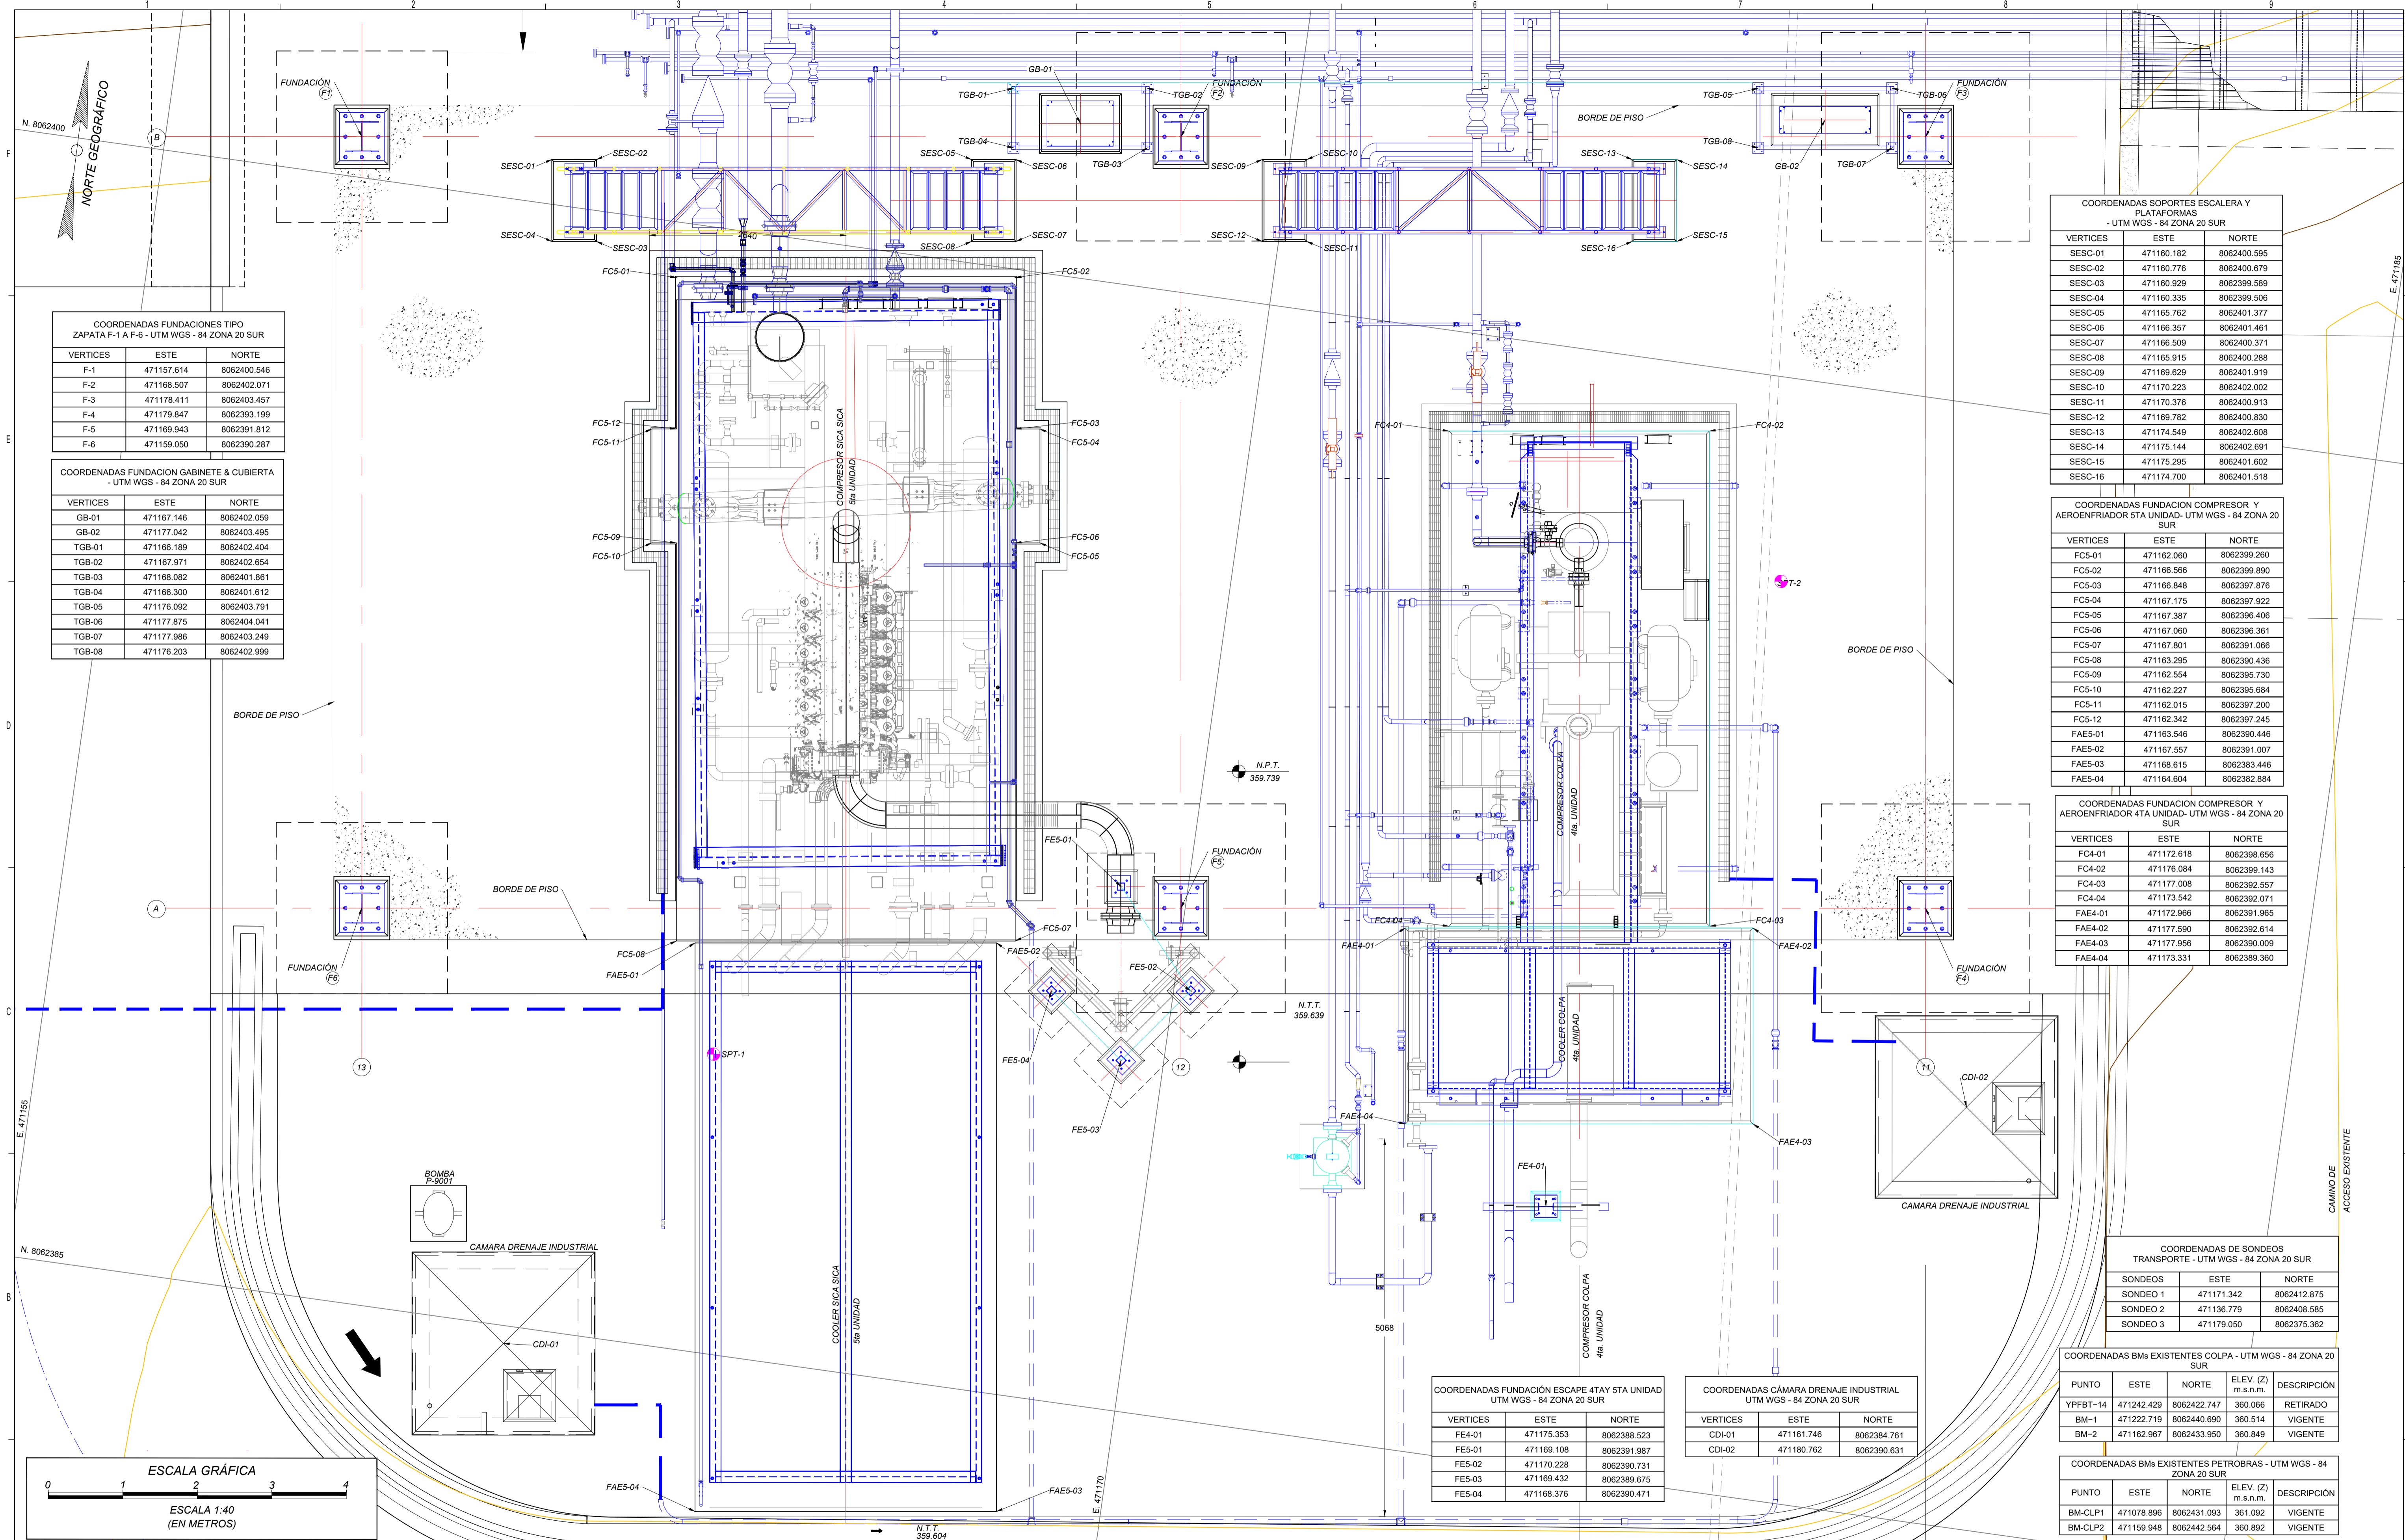 1 2 3 4 5 6 7 8 9
F
E
D
C
B
NORTE GEOGRÁFICO
N. 8062400
B
A
13
12
11
FUNDACIÓN
F1
FUNDACIÓN
F2
FUNDACIÓN
F3
FUNDACIÓN
F4
FUNDACIÓN
F5
FUNDACIÓN
F6
GB-01
TGB-01
TGB-02
TGB-04
TGB-03
TGB-05
TGB-06
TGB-08
GB-02
TGB-07
BORDE DE PISO
SESC-01
SESC-02
SESC-05
SESC-06
SESC-09
SESC-10
SESC-13
SESC-14
SESC-04
SESC-03
SESC-08
SESC-07
SESC-12
SESC-11
SESC-16
SESC-15
2640
FC5-01
FC5-02
FC5-12
FC5-11
FC5-03
FC5-04
FC5-09
FC5-10
FC5-06
FC5-05
FC5-07
FC5-08
FC4-01
FC4-02
FC4-04
FC4-03
COMPRESOR SICA SICA
5ta UNIDAD
COMPRESOR COLPA
4ta. UNIDAD
SPT-2
BORDE DE PISO
BORDE DE PISO
BORDE DE PISO
N.P.T.
359.739
FE5-01
FE5-02
FE5-03
FE5-04
FAE5-01
FAE5-02
FAE5-03
FAE5-04
FAE4-01
FAE4-02
FAE4-03
FAE4-04
N.T.T.
359.639
SPT-1
COOLER COLPA
4ta. UNIDAD
COOLER SICA SICA
5ta UNIDAD
COMPRESOR COLPA
4ta. UNIDAD
FE4-01
5068
CDI-02
CAMARA DRENAJE INDUSTRIAL
BOMBA
P-9001
CAMARA DRENAJE INDUSTRIAL
CDI-01
E. 471155
N. 8062385
E. 471170
E. 471185
CAMINO DE
ACCESO EXISTENTE
N.T.T.
359.604
ESCALA GRÁFICA
0 1 2 3 4
ESCALA 1:40
(EN METROS)
COORDENADAS FUNDACIONES TIPO
ZAPATA F-1 A F-6 - UTM WGS - 84 ZONA 20 SUR
VERTICES ESTE NORTE
F-1 471157.614 8062400.546
F-2 471168.507 8062402.071
F-3 471178.411 8062403.457
F-4 471179.847 8062393.199
F-5 471169.943 8062391.812
F-6 471159.050 8062390.287
COORDENADAS FUNDACION GABINETE & CUBIERTA
- UTM WGS - 84 ZONA 20 SUR
VERTICES ESTE NORTE
GB-01 471167.146 8062402.059
GB-02 471177.042 8062403.495
TGB-01 471166.189 8062402.404
TGB-02 471167.971 8062402.654
TGB-03 471168.082 8062401.861
TGB-04 471166.300 8062401.612
TGB-05 471176.092 8062403.791
TGB-06 471177.875 8062404.041
TGB-07 471177.986 8062403.249
TGB-08 471176.203 8062402.999
COORDENADAS SOPORTES ESCALERA Y
PLATAFORMAS
- UTM WGS - 84 ZONA 20 SUR
VERTICES ESTE NORTE
SESC-01 471160.182 8062400.595
SESC-02 471160.776 8062400.679
SESC-03 471160.929 8062399.589
SESC-04 471160.335 8062399.506
SESC-05 471165.762 8062401.377
SESC-06 471166.357 8062401.461
SESC-07 471166.509 8062400.371
SESC-08 471165.915 8062400.288
SESC-09 471169.629 8062401.919
SESC-10 471170.223 8062402.002
SESC-11 471170.376 8062400.913
SESC-12 471169.782 8062400.830
SESC-13 471174.549 8062402.608
SESC-14 471175.144 8062402.691
SESC-15 471175.295 8062401.602
SESC-16 471174.700 8062401.518
COORDENADAS FUNDACION COMPRESOR Y
AEROENFRIADOR 5TA UNIDAD- UTM WGS - 84 ZONA 20
SUR
VERTICES ESTE NORTE
FC5-01 471162.060 8062399.260
FC5-02 471166.566 8062399.890
FC5-03 471166.848 8062397.876
FC5-04 471167.175 8062397.922
FC5-05 471167.387 8062396.406
FC5-06 471167.060 8062396.361
FC5-07 471167.801 8062391.066
FC5-08 471163.295 8062390.436
FC5-09 471162.554 8062395.730
FC5-10 471162.227 8062395.684
FC5-11 471162.015 8062397.200
FC5-12 471162.342 8062397.245
FAE5-01 471163.546 8062390.446
FAE5-02 471167.557 8062391.007
FAE5-03 471168.615 8062383.446
FAE5-04 471164.604 8062382.884
COORDENADAS FUNDACION COMPRESOR Y
AEROENFRIADOR 4TA UNIDAD- UTM WGS - 84 ZONA 20
SUR
VERTICES ESTE NORTE
FC4-01 471172.618 8062398.656
FC4-02 471176.084 8062399.143
FC4-03 471177.008 8062392.557
FC4-04 471173.542 8062392.071
FAE4-01 471172.966 8062391.965
FAE4-02 471177.590 8062392.614
FAE4-03 471177.956 8062390.009
FAE4-04 471173.331 8062389.360
COORDENADAS DE SONDEOS
TRANSPORTE - UTM WGS - 84 ZONA 20 SUR
SONDEOS ESTE NORTE
SONDEO 1 471171.342 8062412.875
SONDEO 2 471136.779 8062408.585
SONDEO 3 471179.050 8062375.362
COORDENADAS BMs EXISTENTES COLPA - UTM WGS - 84 ZONA 20
SUR
PUNTO ESTE NORTE ELEV. (Z) m.s.n.m. DESCRIPCIÓN
YPFBT-14 471242.429 8062422.747 360.066 RETIRADO
BM-1 471222.719 8062440.690 360.514 VIGENTE
BM-2 471162.967 8062433.950 360.849 VIGENTE
COORDENADAS BMs EXISTENTES PETROBRAS - UTM WGS - 84
ZONA 20 SUR
PUNTO ESTE NORTE ELEV. (Z) m.s.n.m. DESCRIPCIÓN
BM-CLP1 471078.896 8062431.093 361.092 VIGENTE
BM-CLP2 471159.948 8062442.564 360.892 VIGENTE
COORDENADAS FUNDACIÓN ESCAPE 4TAY 5TA UNIDAD
UTM WGS - 84 ZONA 20 SUR
VERTICES ESTE NORTE
FE4-01 471175.353 8062388.523
FE5-01 471169.108 8062391.987
FE5-02 471170.228 8062390.731
FE5-03 471169.432 8062389.675
FE5-04 471168.376 8062390.471
COORDENADAS CÁMARA DRENAJE INDUSTRIAL
UTM WGS - 84 ZONA 20 SUR
VERTICES ESTE NORTE
CDI-01 471161.746 8062384.761
CDI-02 471180.762 8062390.631